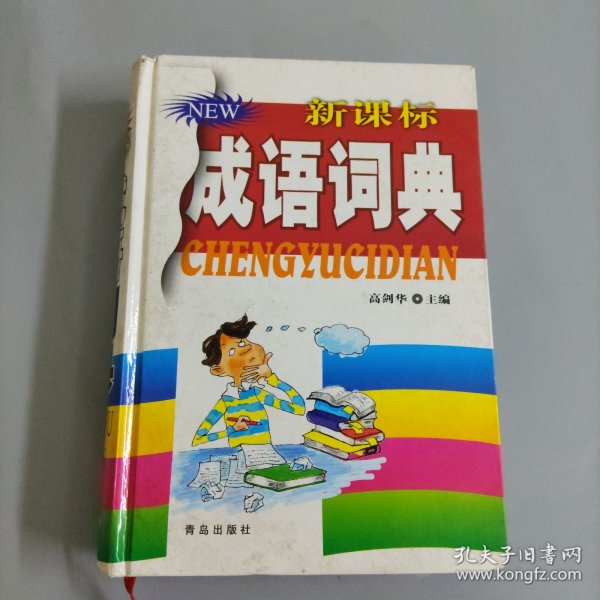 NEW
新课标
成语词典
CHENGYUCIDIAN
高剑华 主编
青岛出版社
孔夫子旧书网
www.kongfz.com